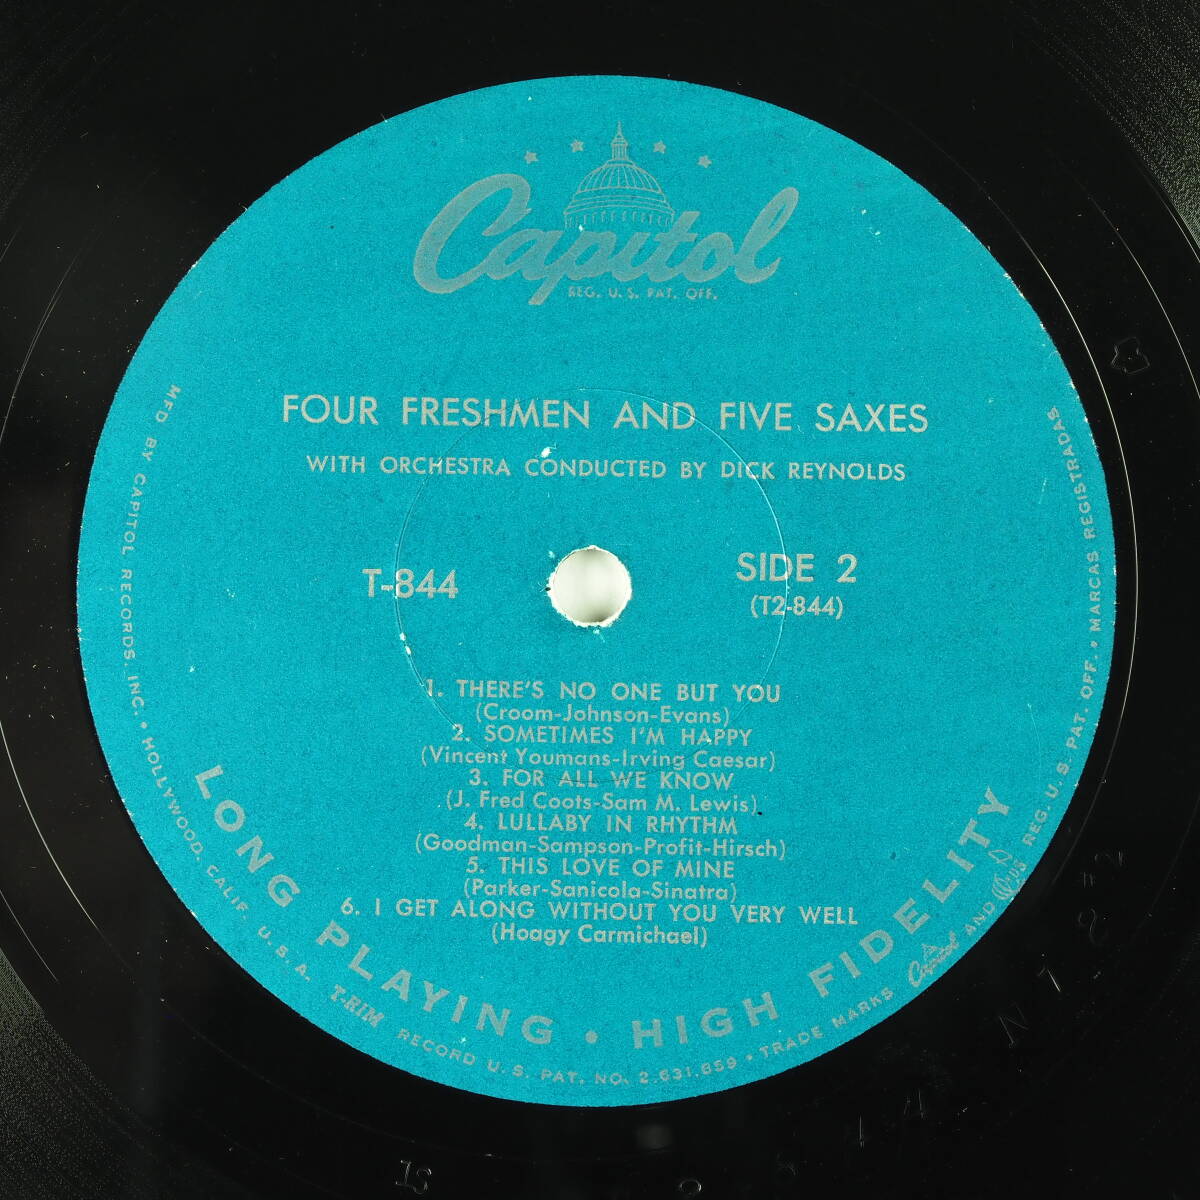 Capitol
REG. U. S. PAT. OFF.
FOUR FRESHMEN AND FIVE SAXES
WITH ORCHESTRA CONDUCTED BY DICK REYNOLDS
T-844
SIDE 2
(T2-844)
1. THERE'S NO ONE BUT YOU
(Croom-Johnson-Evans)
2. SOMETIMES I'M HAPPY
(Vincent Youmans-Irving Caesar)
3. FOR ALL WE KNOW
(J. Fred Coots-Sam M. Lewis)
4. LULLABY IN RHYTHM
(Goodman-Sampson-Profit-Hirsch)
5. THIS LOVE OF MINE
(Parker-Sanicola-Sinatra)
6. I GET ALONG WITHOUT YOU VERY WELL
(Hoagy Carmichael)
LONG PLAYING • HIGH FIDELITY
MFD BY CAPITOL RECORDS, INC. • HOLLYWOOD, CALIF. U. S. A. T-RIM RECORD U. S. PAT. NO. 2,631,859 • TRADE MARKS Capitol AND REG. U. S. PAT. OFF. • MARCAS REGISTRADAS